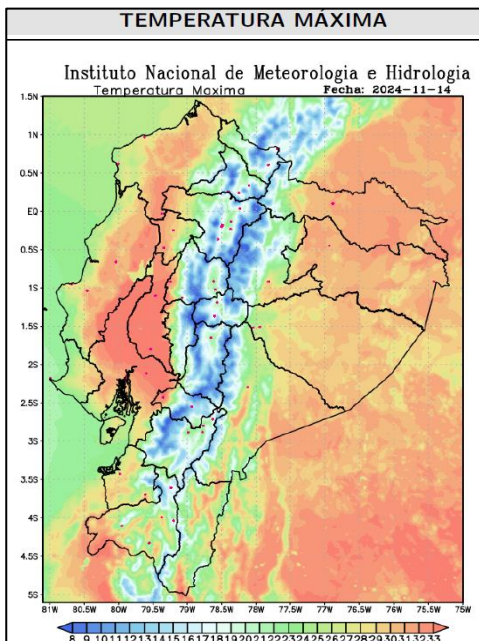 TEMPERATURA MÁXIMA
Instituto Nacional de Meteorologia e Hidrologia
Temperatura Maxima Fecha: 2024-11-14
1.5N
1N
0.5N
EQ
0.5S
1S
1.5S
2S
2.5S
3S
3.5S
4S
4.5S
5S
81W 80.5W 80W 79.5W 79W 78.5W 78W 77.5W 77W 76.5W 76W 75.5W 75W
8 9 10 11 12 13 14 15 16 17 18 19 20 21 22 23 24 25 26 27 28 29 30 31 32 33